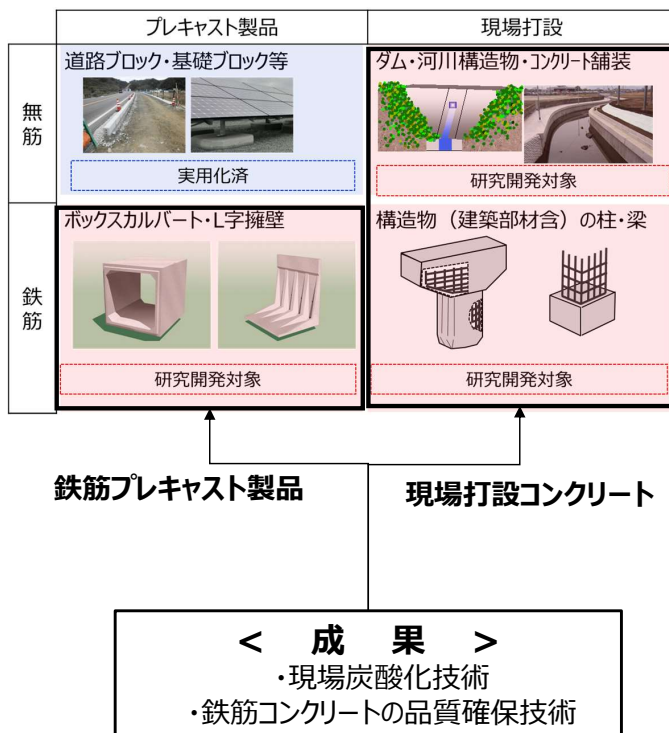 プレキャスト製品
現場打設
無筋
道路ブロック・基礎ブロック等
実用化済
ダム・河川構造物・コンクリート舗装
研究開発対象
鉄筋
ボックスカルバート・L字擁壁
研究開発対象
構造物（建築部材含）の柱・梁
研究開発対象
鉄筋プレキャスト製品
現場打設コンクリート
＜　成　果　＞
・現場炭酸化技術
・鉄筋コンクリートの品質確保技術